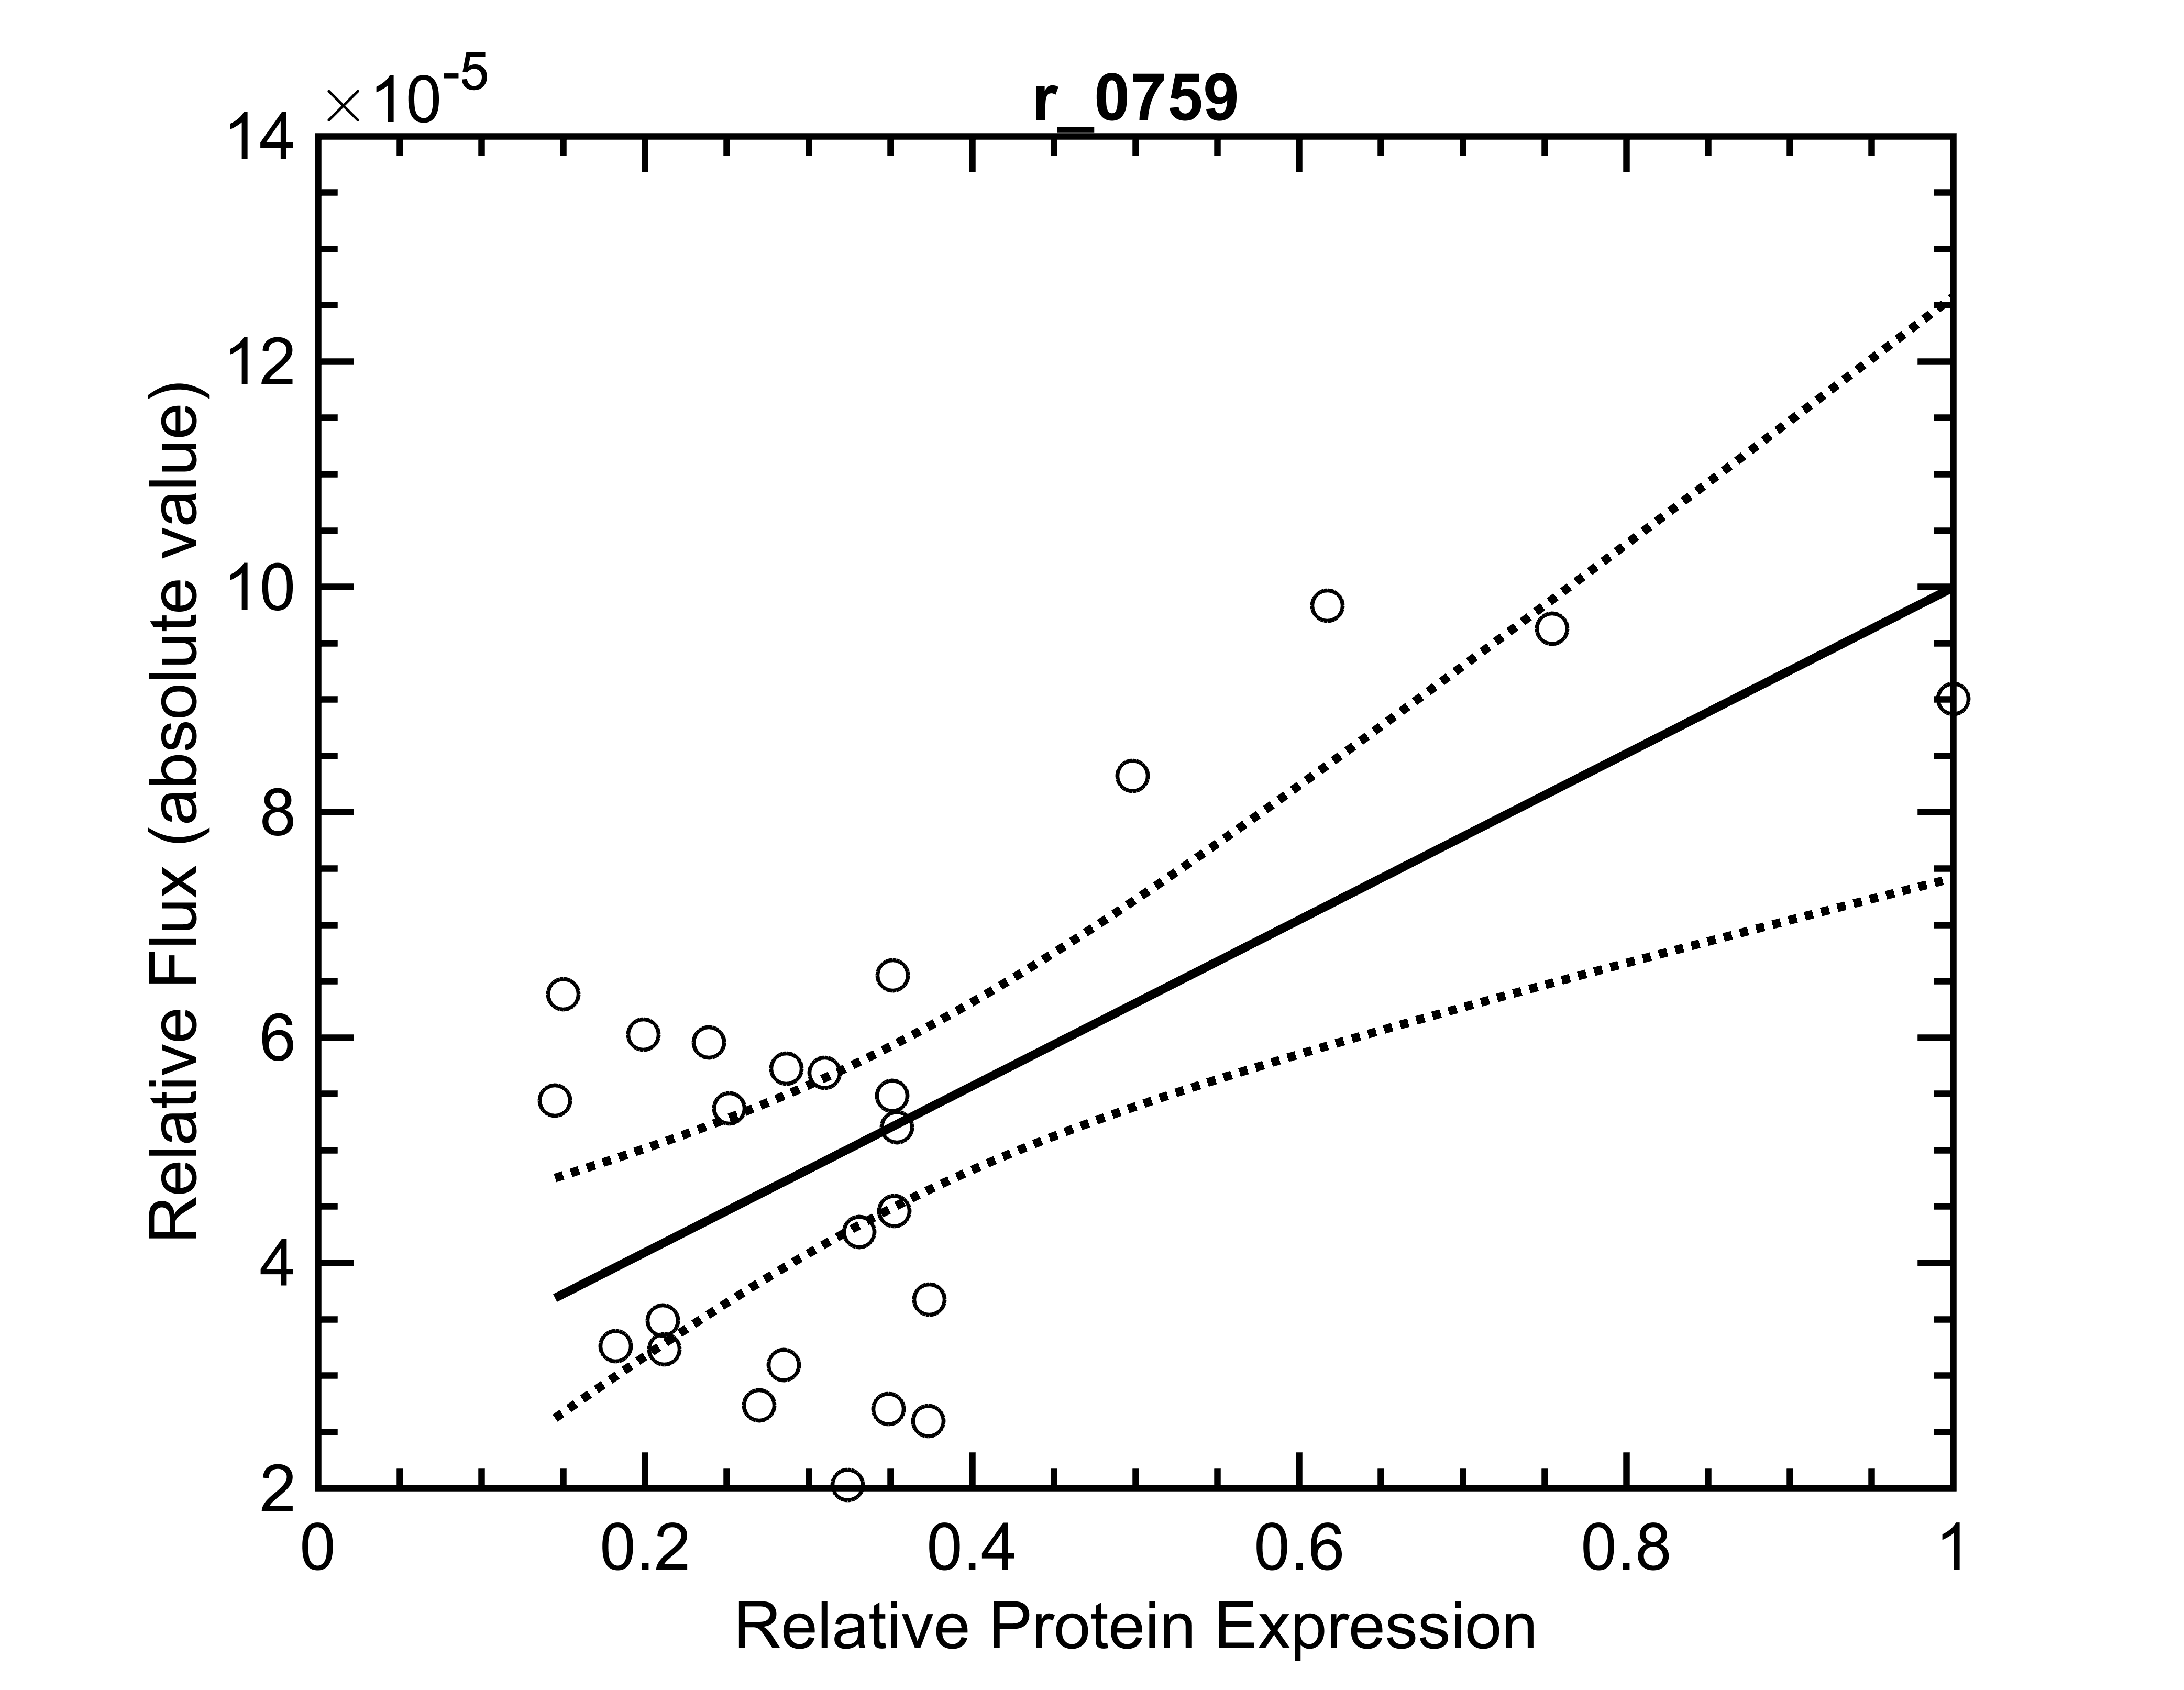 ×10-5
r_0759
14
12
10
8
6
4
2
Relative Flux (absolute value)
0 0.2 0.4 0.6 0.8 1
Relative Protein Expression